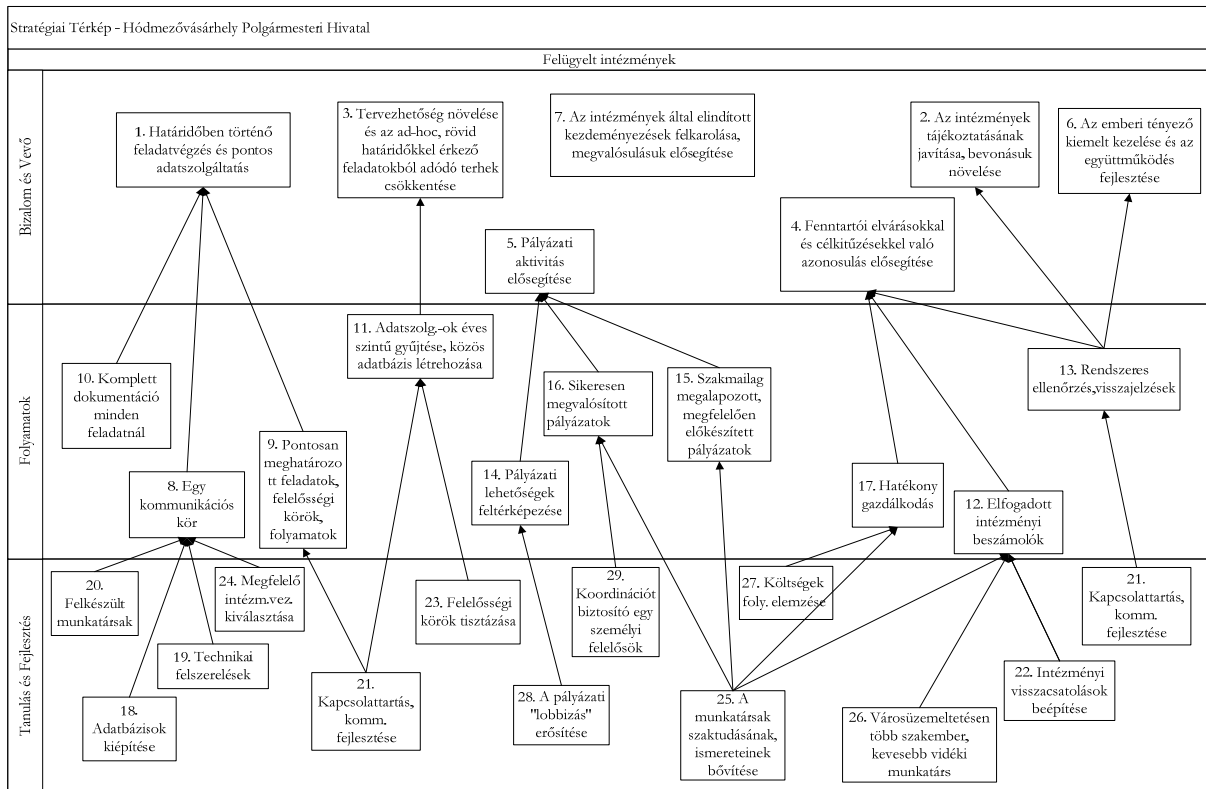 Stratégiai Térkép - Hódmezővásárhely Polgármesteri Hivatal
Felügyelt intézmények
Bizalom és Vevő
1. Határidőben történő
feladatvégzés és pontos
adatszolgáltatás
3. Tervezhetőség növelése
és az ad-hoc, rövid
határidőkkel érkező
feladatokból adódó terhek
csökkentése
7. Az intézmények által elindított
kezdeményezések felkarolása,
megvalósulásuk elősegítése
2. Az intézmények
tájékoztatásának
javítása, bevonásuk
növelése
6. Az emberi tényező
kiemelt kezelése és az
együttműködés
fejlesztése
5. Pályázati
aktivitás
elősegítése
4. Fenntartói elvárásokkal
és célkitűzésekkel való
azonosulás elősegítése
Folyamatok
10. Komplett
dokumentáció
minden
feladatnál
8. Egy
kommunikációs
kör
9. Pontosan
meghatározo
tt feladatok,
felelősségi
körök,
folyamatok
11. Adatszolg.-ok éves
szintű gyűjtése, közös
adatbázis létrehozása
14. Pályázati
lehetőségek
feltérképezése
16. Sikeresen
megvalósított
pályázatok
15. Szakmailag
megalapozott,
megfelelően
előkészített
pályázatok
17. Hatékony
gazdálkodás
12. Elfogadott
intézményi
beszámolók
13. Rendszeres
ellenőrzés,visszajelzések
Tanulás és Fejlesztés
20.
Felkészült
munkatársak
24. Megfelelő
intézm.vez.
kiválasztása
19. Technikai
felszerelések
18.
Adatbázisok
kiépítése
21.
Kapcsolattartás,
komm.
fejlesztése
23. Felelősségi
körök tisztázása
28. A pályázati
"lobbizás"
erősítése
29.
Koordinációt
biztosító egy
személyi
felelősök
25. A
munkatársak
szaktudásának,
ismereteinek
bővítése
27. Költségek
foly. elemzése
26. Városüzemeltetésen
több szakember,
kevesebb vidéki
munkatárs
22. Intézményi
visszacsatolások
beépítése
21.
Kapcsolattartás,
komm.
fejlesztése